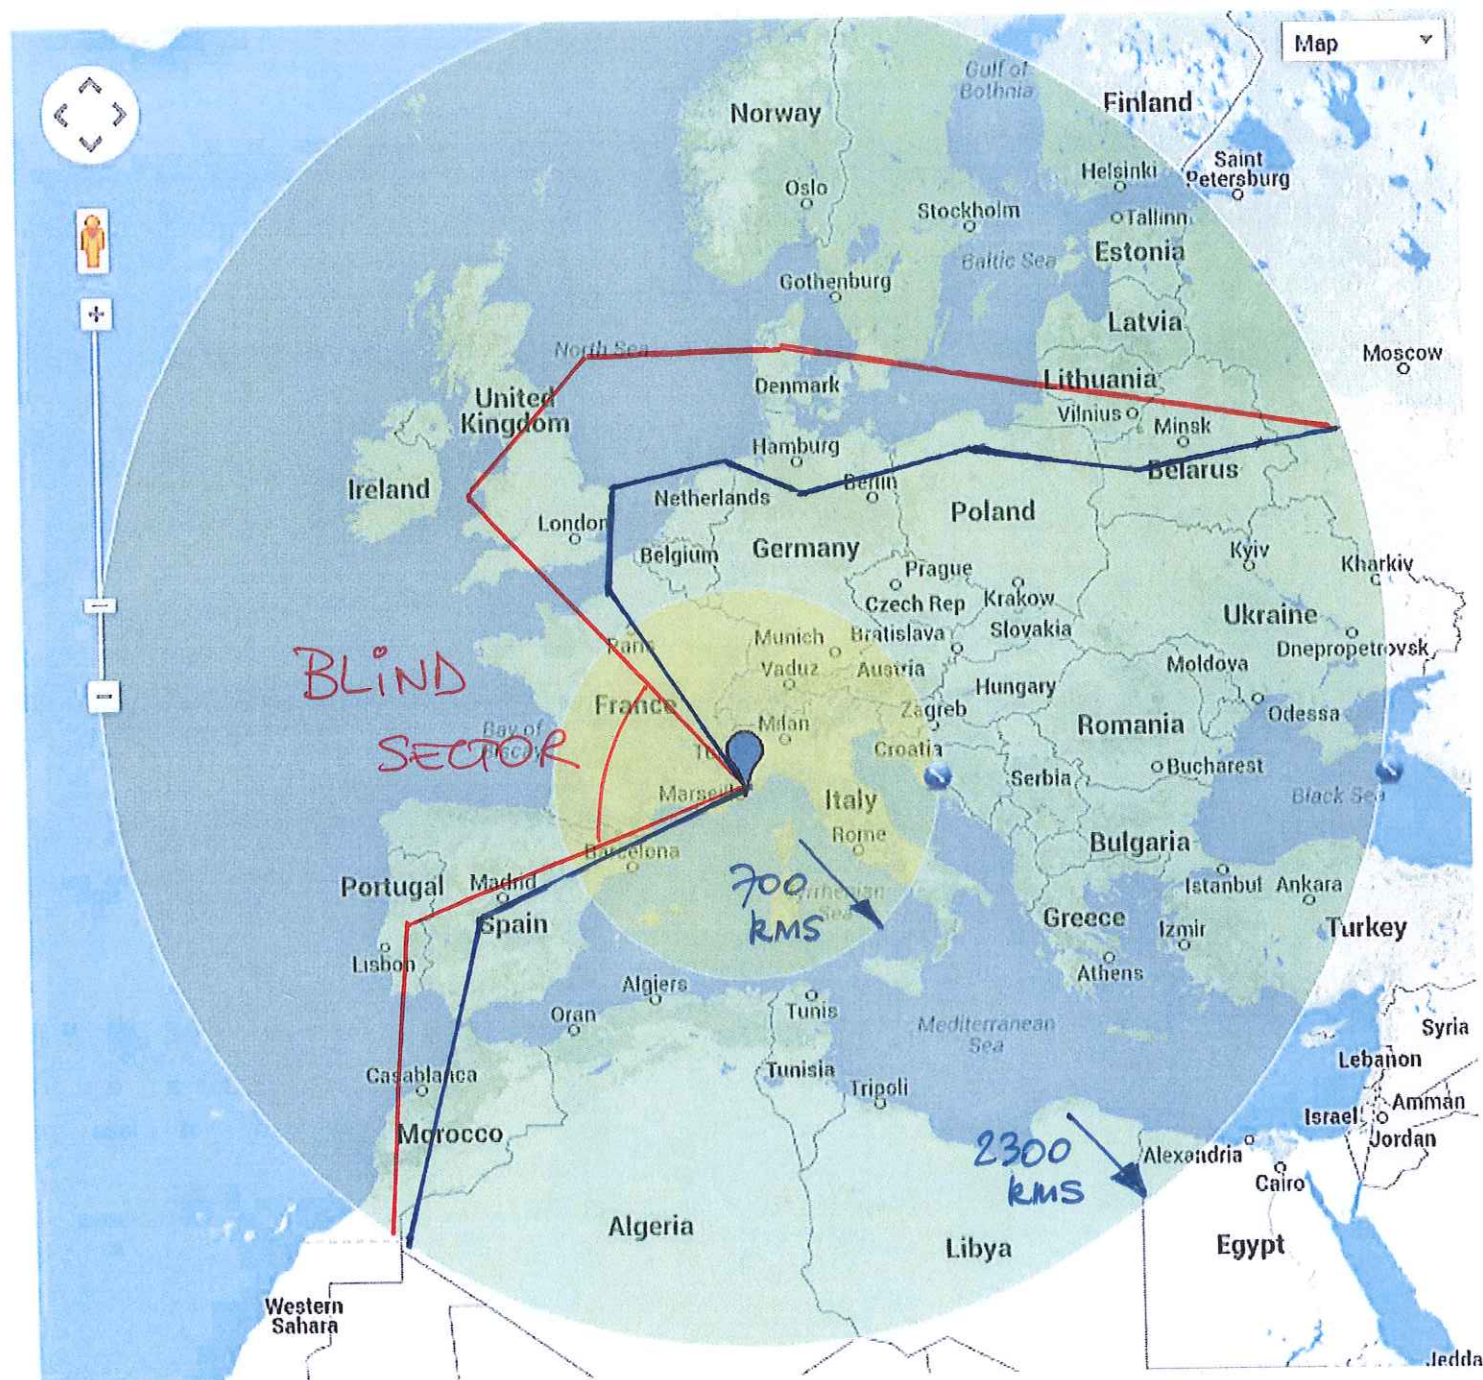 Map
Gulf of
Bothnia
Finland
Norway
Saint
Petersburg
Helsinki
Oslo
Stockholm
Tallinn
Baltic Sea
Estonia
Gothenburg
Latvia
North Sea
Moscow
Denmark
Lithuania
United
Kingdom
Vilnius
Minsk
Hamburg
Belarus
Ireland
Netherlands
Berlin
Poland
London
Belgium
Germany
Kyiv
Kharkiv
Prague
Czech Rep
Krakow
Ukraine
Paris
Munich
Bratislava
Slovakia
Dnepropetrovsk
BLIND
Vaduz
Austria
Moldova
Hungary
France
Zagreb
Odessa
Bay of
Biscay
Milan
Romania
SECTOR
Croatia
Bucharest
Serbia
Marseille
Italy
Black Sea
Rome
Bulgaria
Barcelona
Portugal
Madrid
700
KMS
Tyrrhenian
Sea
Istanbul
Ankara
Spain
Greece
Izmir
Turkey
Lisbon
Athens
Algiers
Oran
Tunis
Mediterranean
Sea
Syria
Lebanon
Casablanca
Tunisia
Tripoli
Amman
Israel
Jordan
Morocco
2300
KMS
Alexandria
Cairo
Algeria
Libya
Egypt
Western
Sahara
Jedda